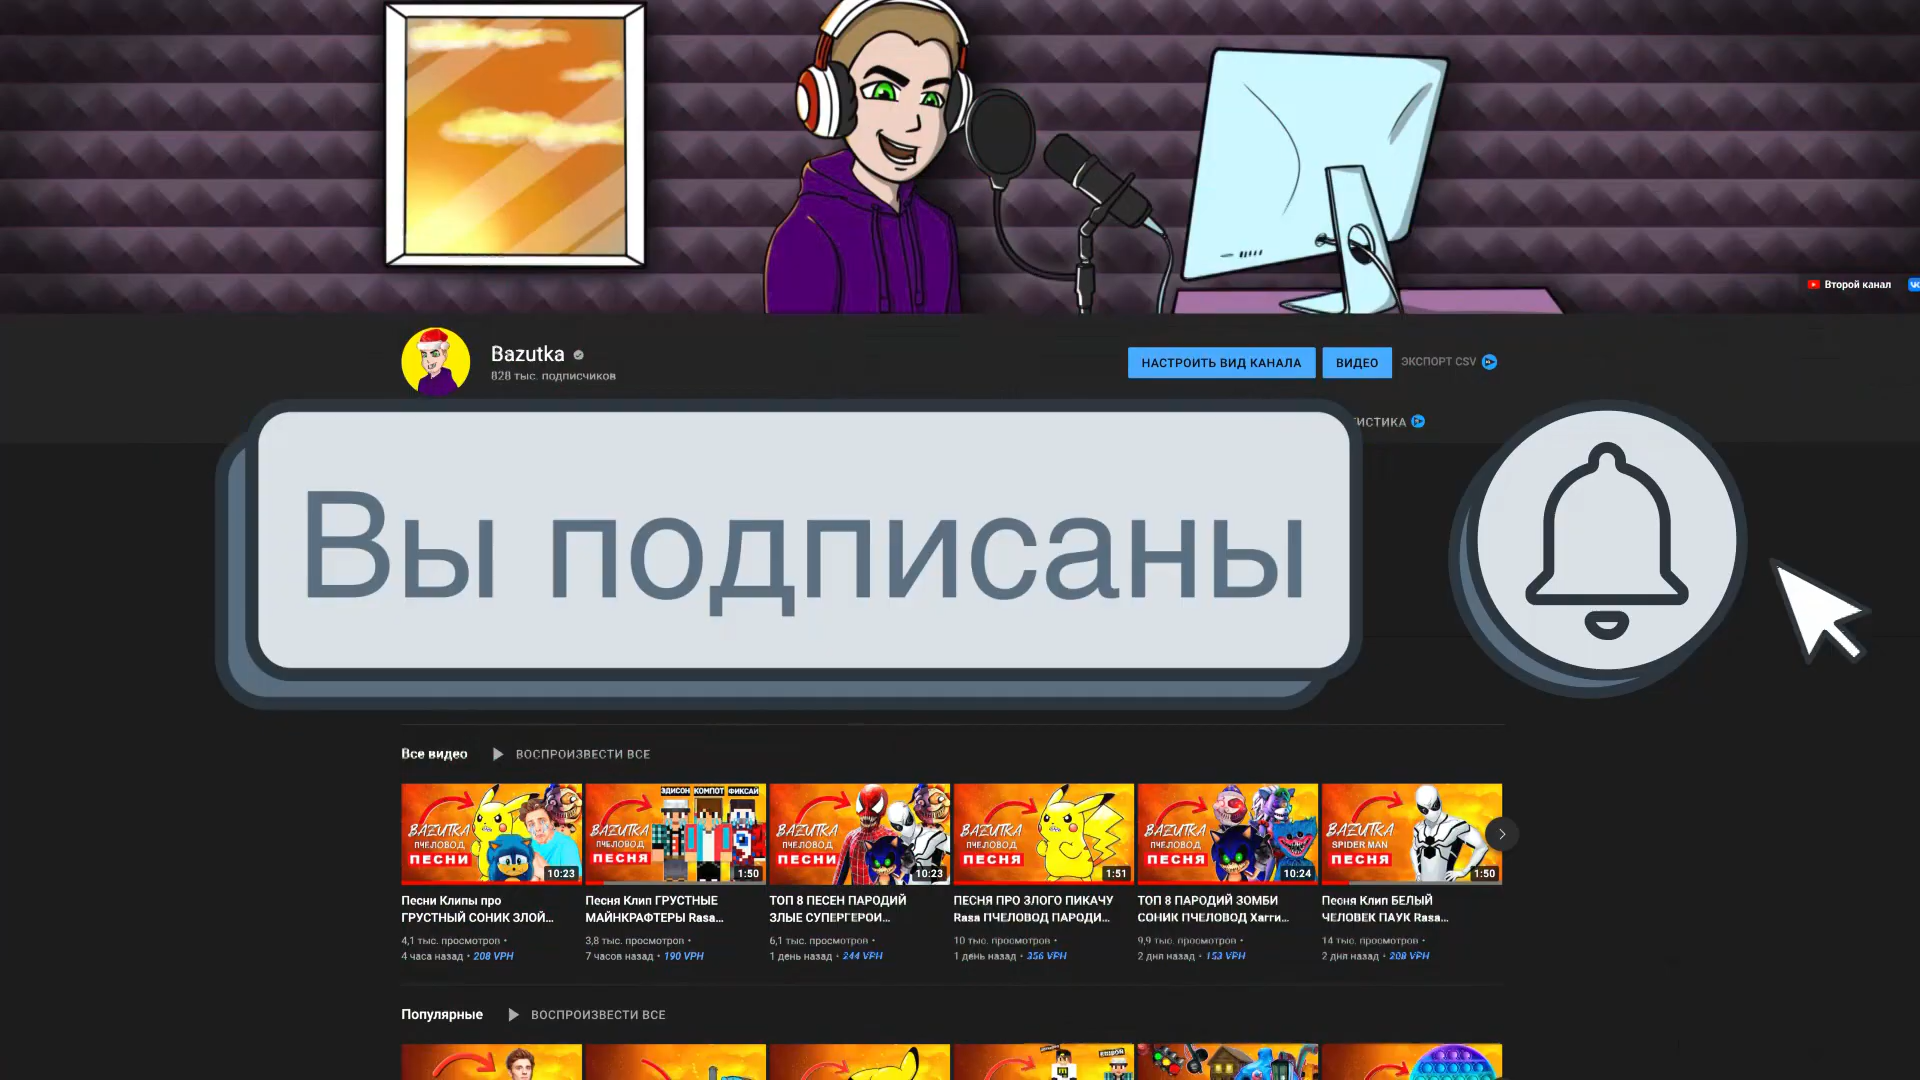 Второй канал
Bazutka
828 тыс. подписчиков
НАСТРОИТЬ ВИД КАНАЛА
ВИДЕО
ЭКСПОРТ CSV
ИСТИКА
Вы подписаны
Все видео
ВОСПРОИЗВЕСТИ ВСЕ
BAZUTKA
ПЧЕЛОВОД
ПЕСНИ
10:23
ЭДИСОН КОМПОТ ФИКСАЙ
BAZUTKA
ПЧЕЛОВОД
ПЕСНЯ
1:50
BAZUTKA
ПЧЕЛОВОД
ПЕСНИ
10:23
BAZUTKA
ПЧЕЛОВОД
ПЕСНЯ
1:51
BAZUTKA
ПЧЕЛОВОД
ПЕСНЯ
10:24
BAZUTKA
SPIDER MAN
ПЕСНЯ
1:50
Песни Клипы про
ГРУСТНЫЙ СОНИК ЗЛОЙ...
4,1 тыс. просмотров •
4 часа назад • 208 VPH
Песня Клип ГРУСТНЫЕ
МАЙНКРАФТЕРЫ Rasa...
3,8 тыс. просмотров •
7 часов назад • 190 VPH
ТОП 8 ПЕСЕН ПАРОДИЙ
ЗЛЫЕ СУПЕРГЕРОИ...
6,1 тыс. просмотров •
1 день назад • 244 VPH
ПЕСНЯ ПРО ЗЛОГО ПИКАЧУ
Rasa ПЧЕЛОВОД ПАРОДИ...
10 тыс. просмотров •
1 день назад • 356 VPH
ТОП 8 ПАРОДИЙ ЗОМБИ
СОНИК ПЧЕЛОВОД Хагги...
9,9 тыс. просмотров •
2 дня назад • 153 VPH
Песня Клип БЕЛЫЙ
ЧЕЛОВЕК ПАУК Rasa...
14 тыс. просмотров •
2 дня назад • 208 VPH
Популярные
ВОСПРОИЗВЕСТИ ВСЕ